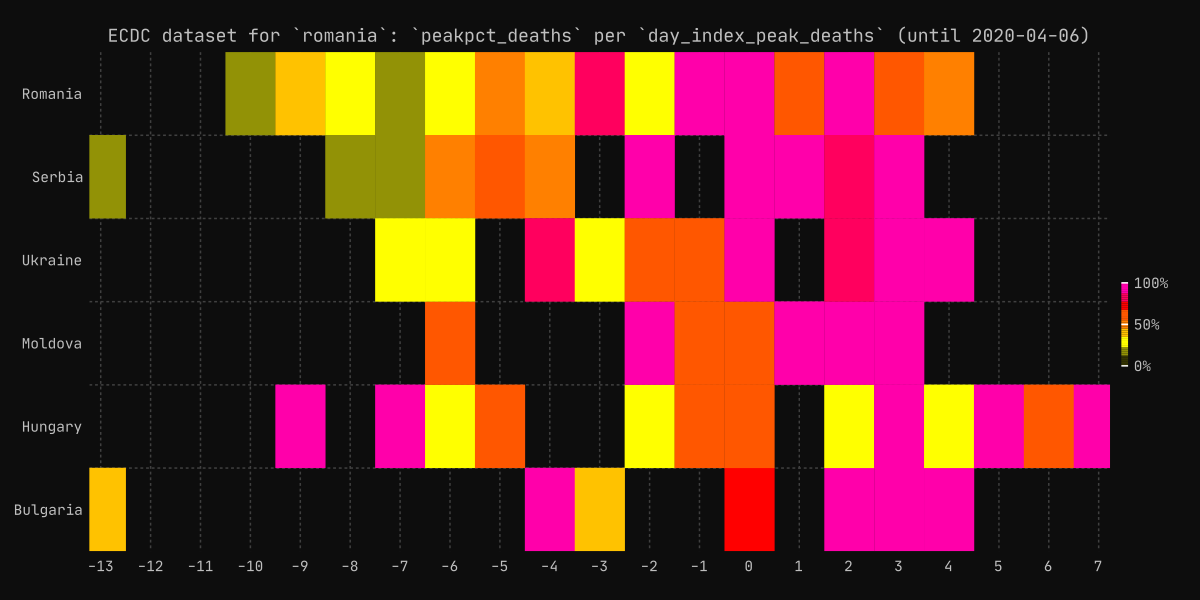 ECDC dataset for `romania`: `peakpct_deaths` per `day_index_peak_deaths` (until 2020-04-06)
Romania
Serbia
Ukraine
Moldova
Hungary
Bulgaria
100%
50%
0%
-13 -12 -11 -10 -9 -8 -7 -6 -5 -4 -3 -2 -1 0 1 2 3 4 5 6 7